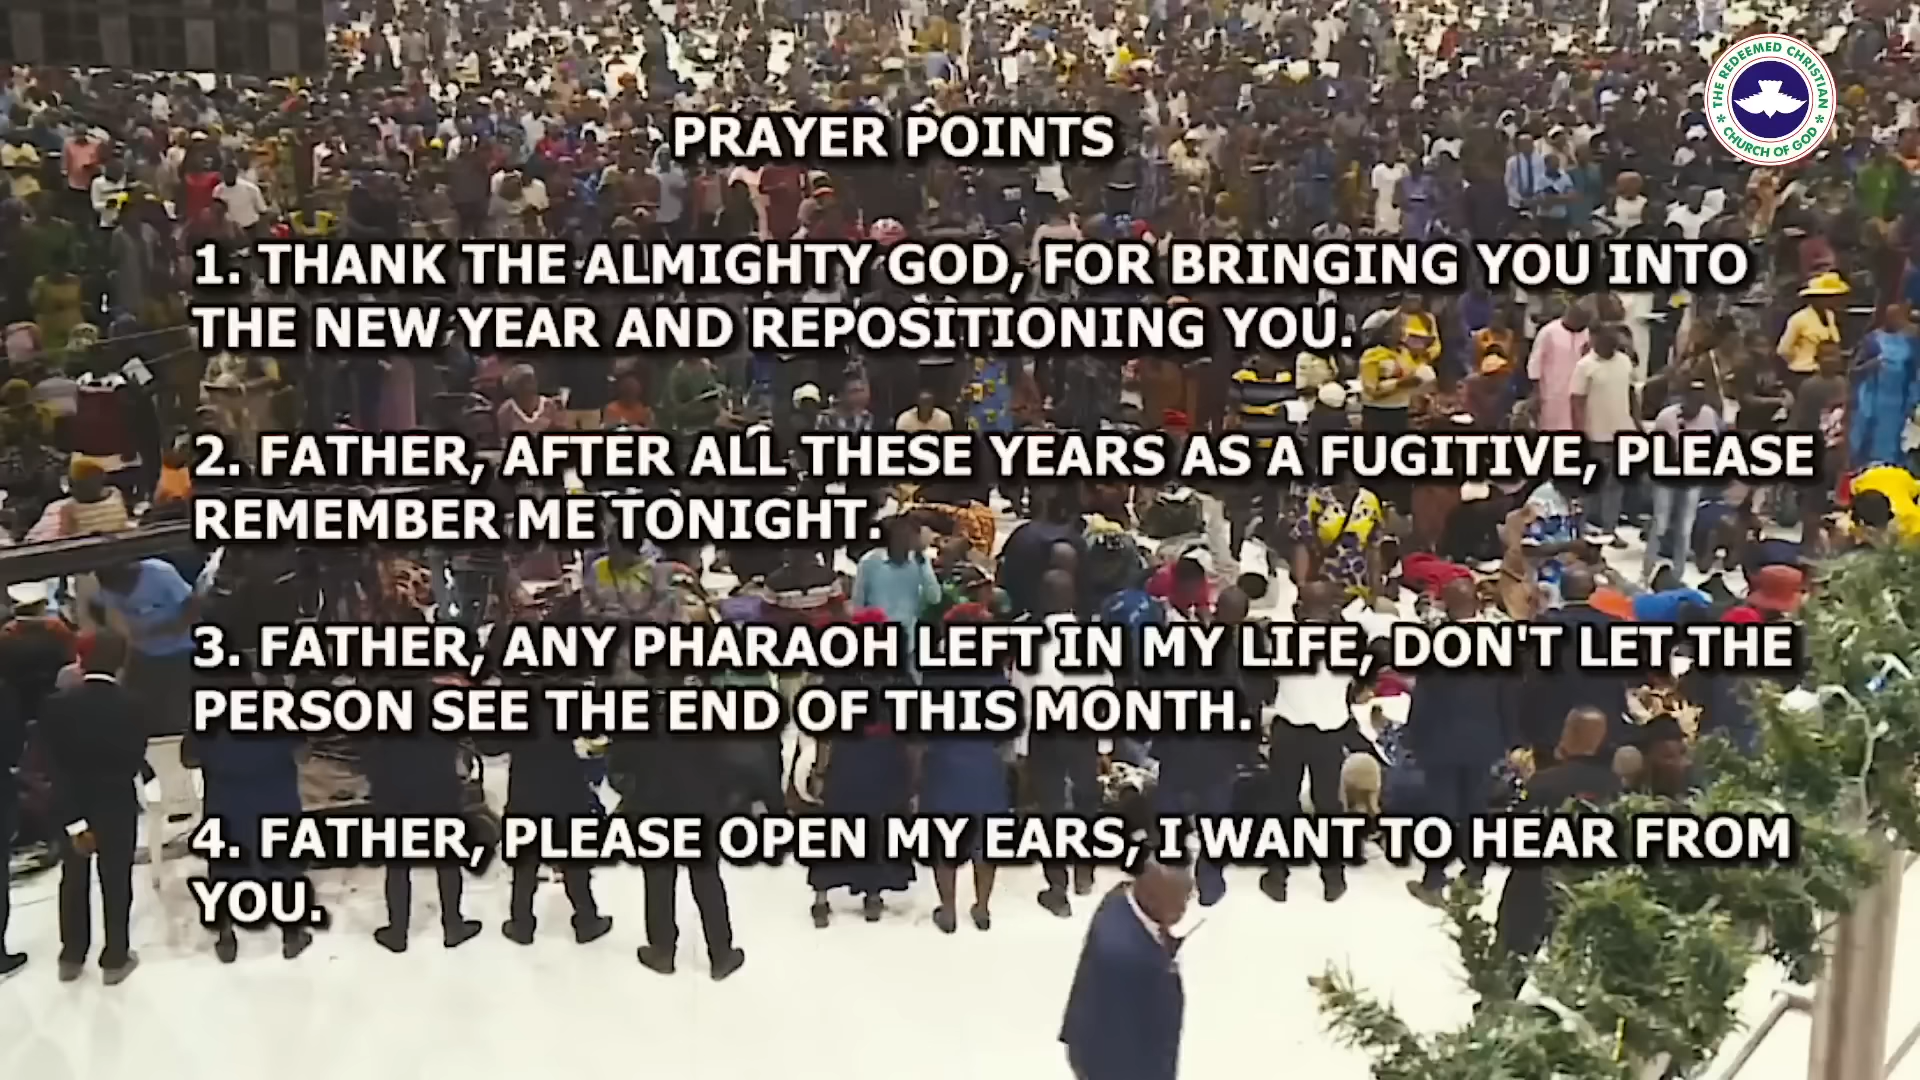 THE REDEEMED CHRISTIAN
* CHURCH OF GOD *
PRAYER POINTS
1. THANK THE ALMIGHTY GOD, FOR BRINGING YOU INTO
THE NEW YEAR AND REPOSITIONING YOU.
2. FATHER, AFTER ALL THESE YEARS AS A FUGITIVE, PLEASE
REMEMBER ME TONIGHT.
3. FATHER, ANY PHARAOH LEFT IN MY LIFE, DON'T LET THE
PERSON SEE THE END OF THIS MONTH.
4. FATHER, PLEASE OPEN MY EARS, I WANT TO HEAR FROM
YOU.